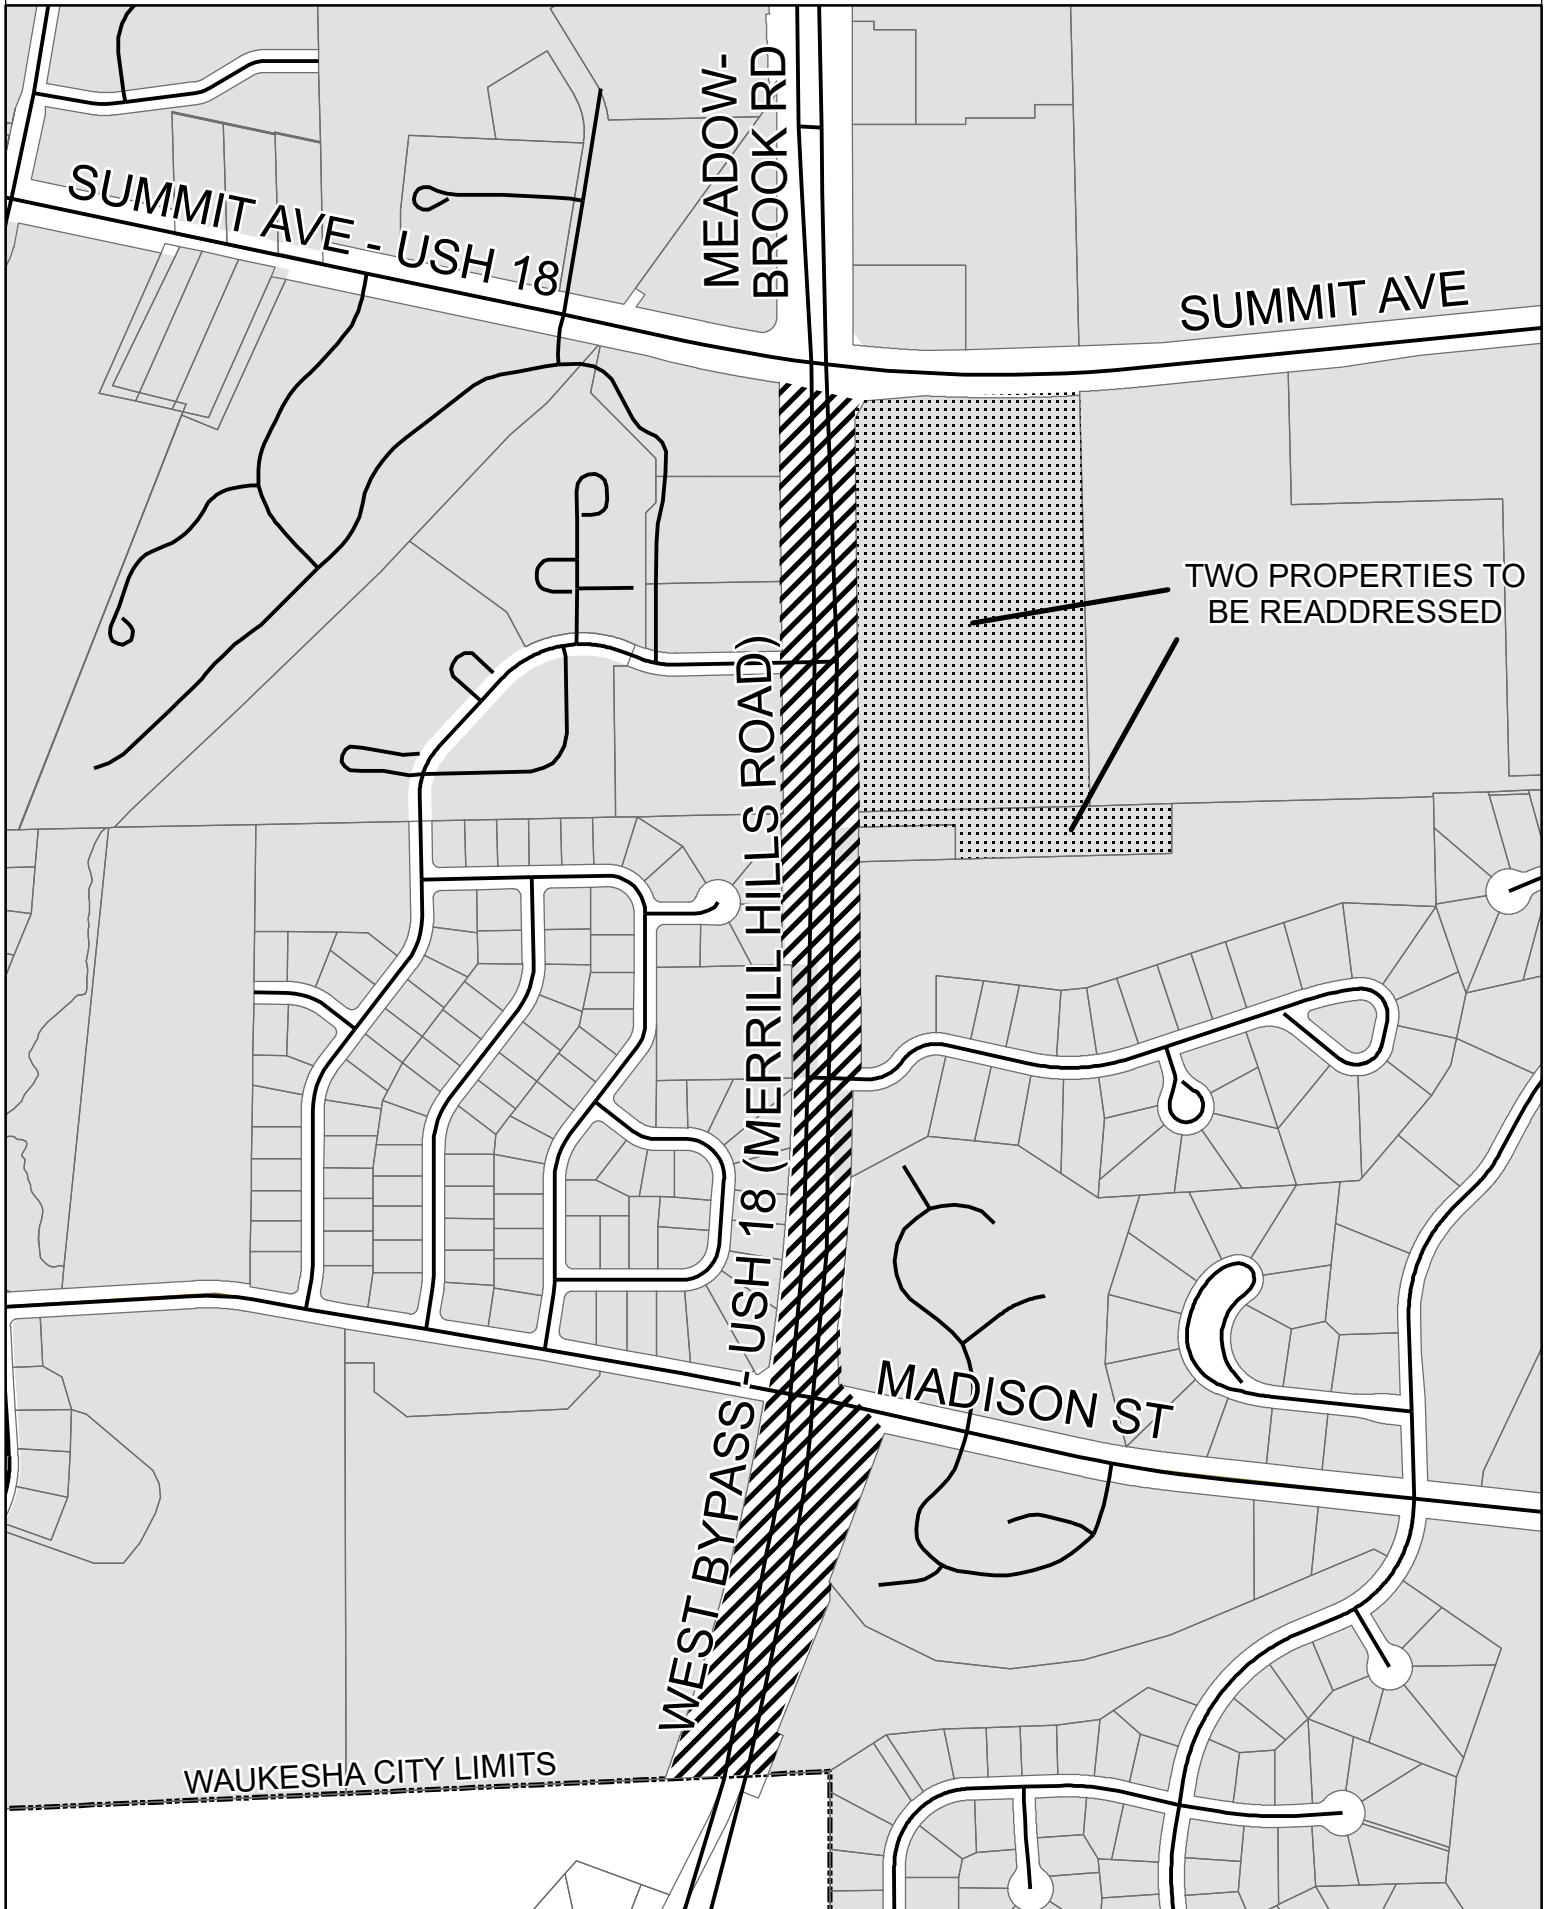 MEADOW-
BROOK RD
SUMMIT AVE - USH 18
SUMMIT AVE
TWO PROPERTIES TO
BE READDRESSED
WEST BYPASS - USH 18 (MERRILL HILLS ROAD)
MADISON ST
WAUKESHA CITY LIMITS